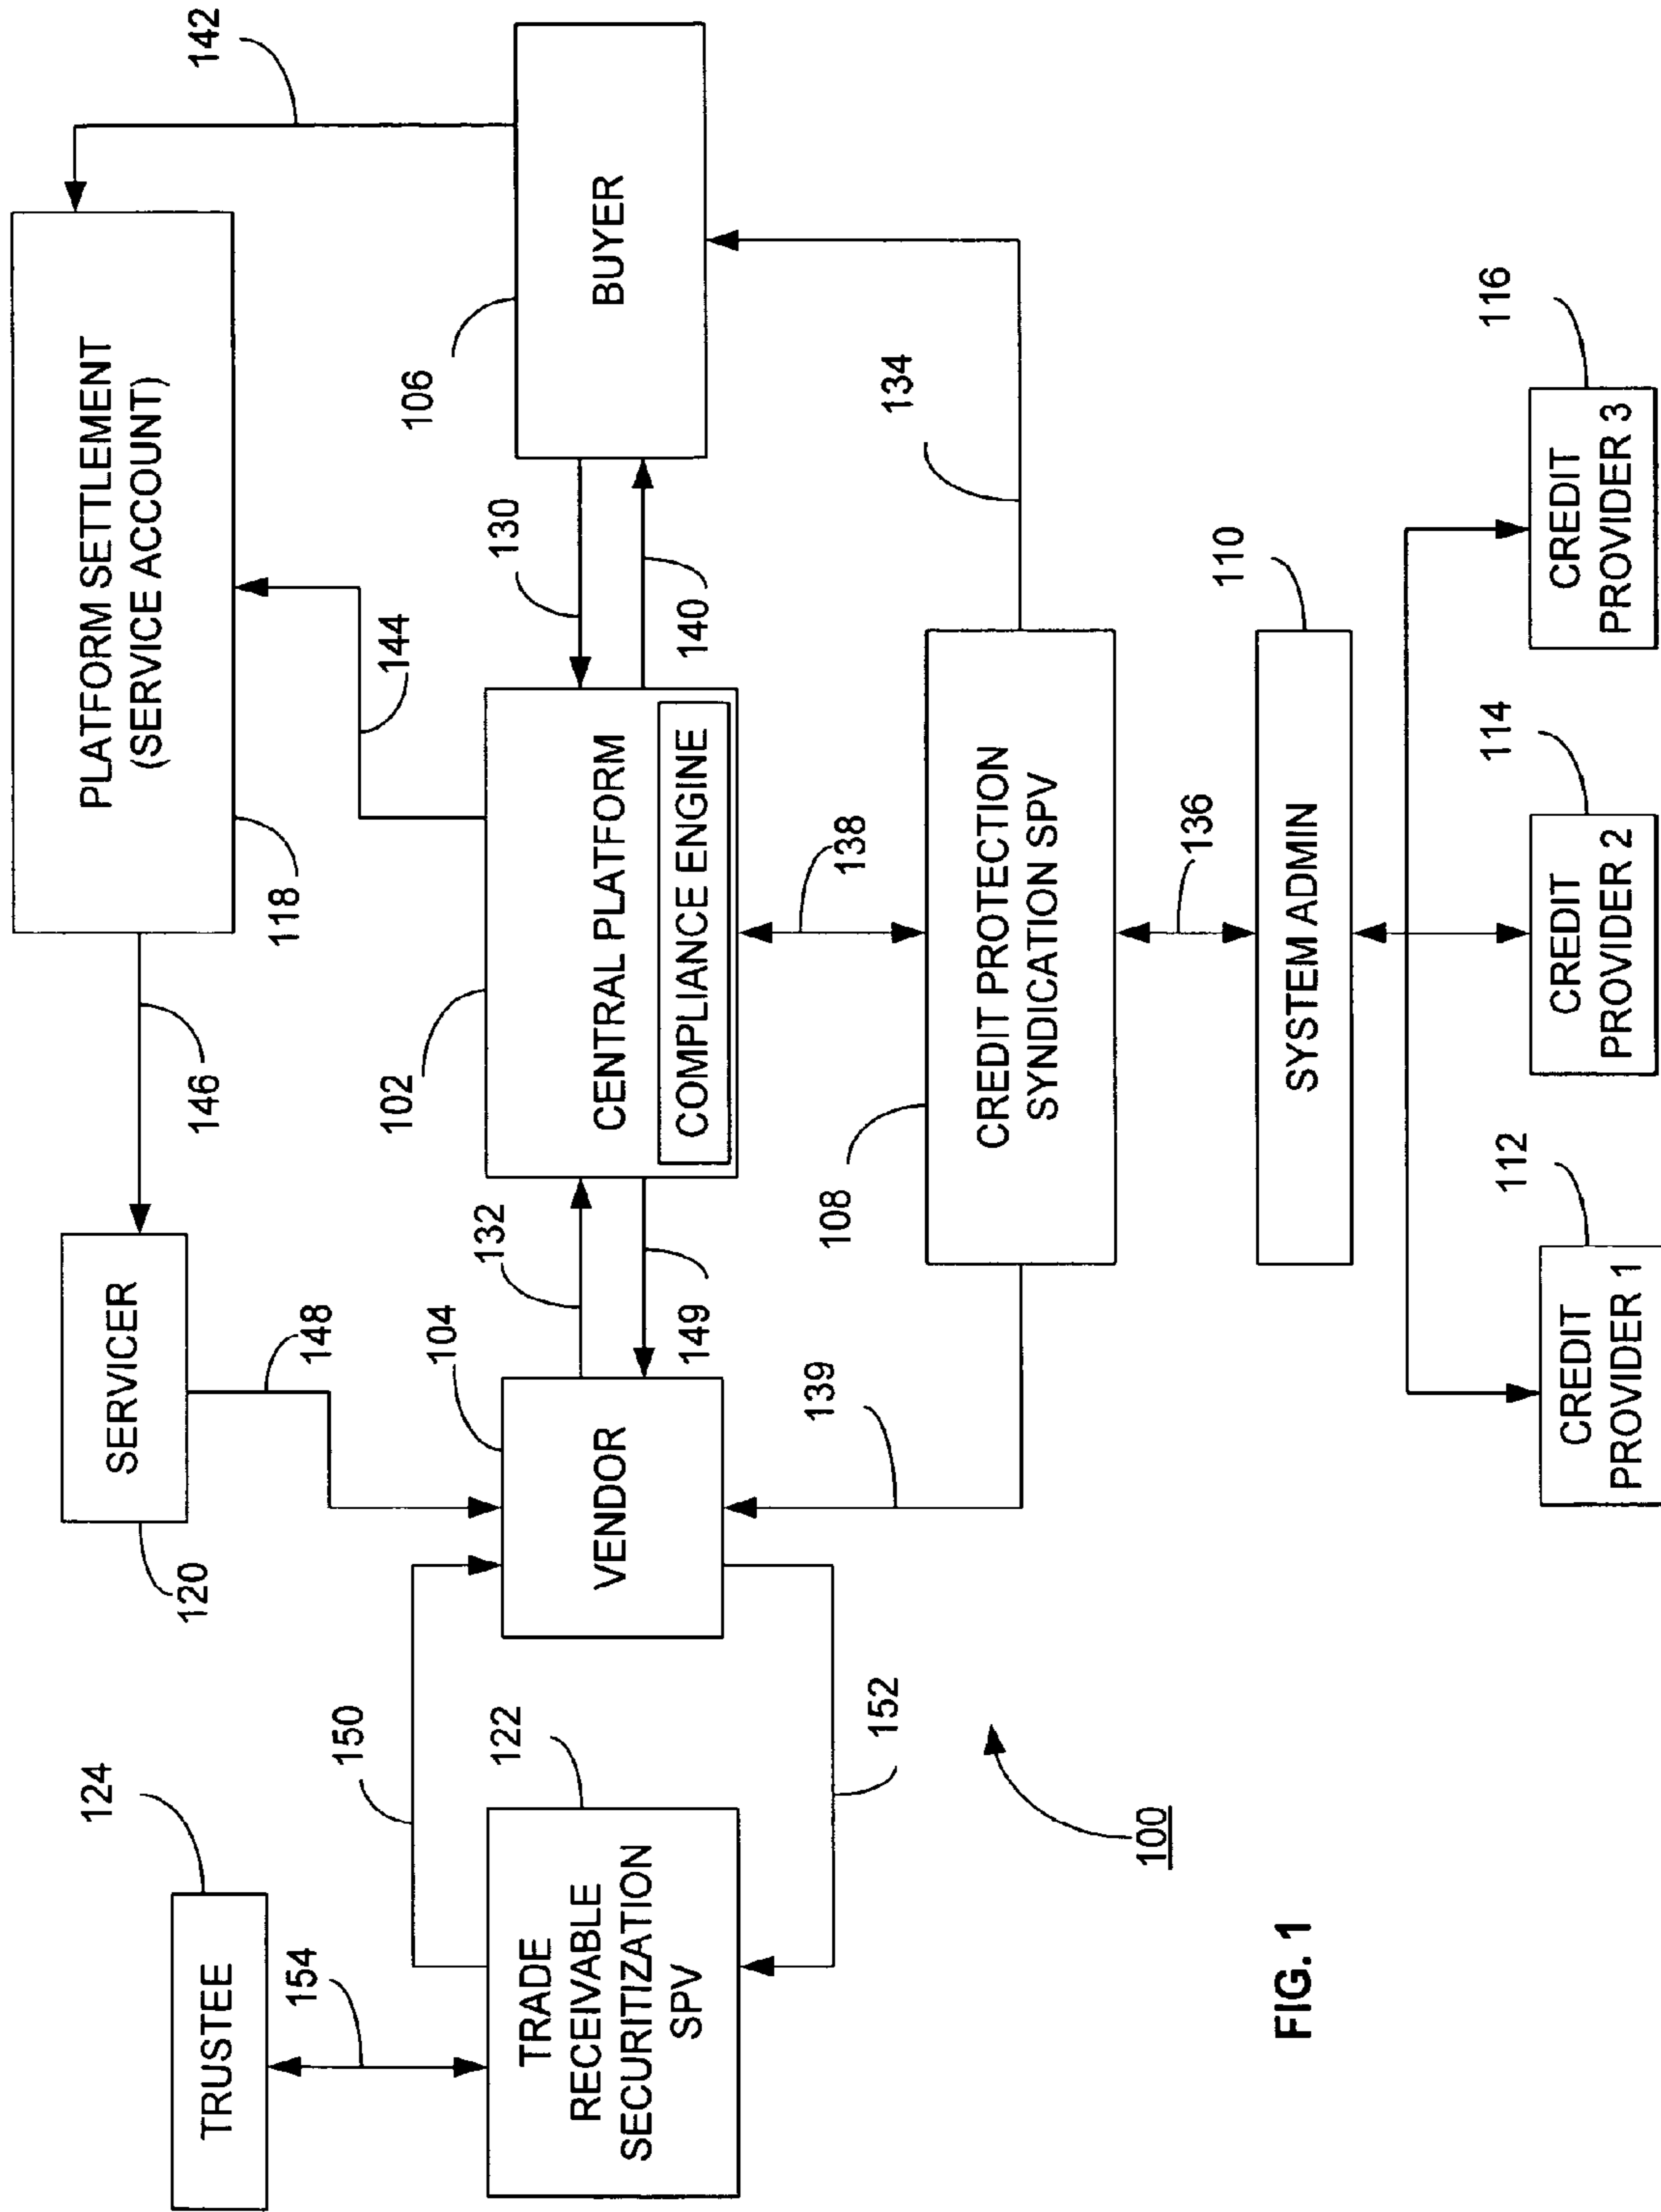 142
PLATFORM SETTLEMENT
(SERVICE ACCOUNT)
118
146
SERVICER
120
148
144
BUYER
106
130
140
CENTRAL PLATFORM
COMPLIANCE ENGINE
102
132
149
VENDOR
104
150
152
TRADE
RECEIVABLE
SECURITIZATION
SPV
122
TRUSTEE
124
154
134
138
139
CREDIT PROTECTION
SYNDICATION SPV
108
136
SYSTEM ADMIN
110
CREDIT
PROVIDER 1
112
CREDIT
PROVIDER 2
114
CREDIT
PROVIDER 3
116
100
FIG. 1